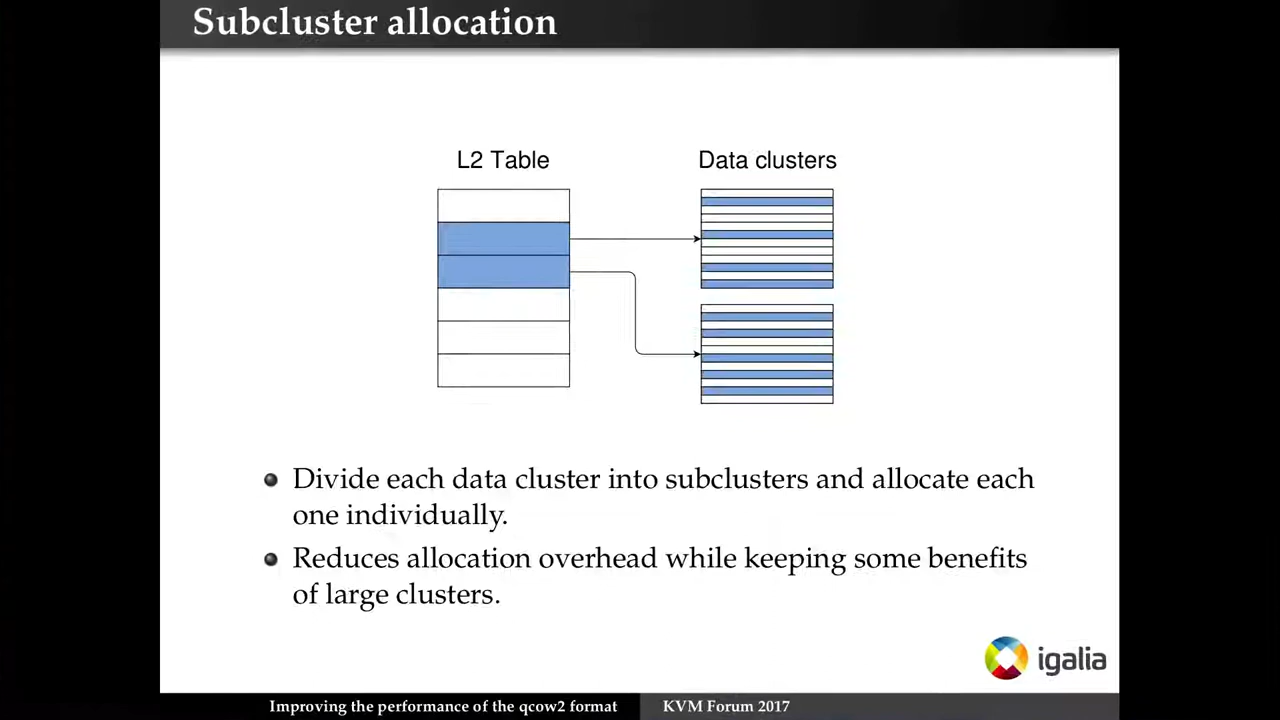 Subcluster allocation
L2 Table
Data clusters
Divide each data cluster into subclusters and allocate each
one individually.
Reduces allocation overhead while keeping some benefits
of large clusters.
igalia
Improving the performance of the qcow2 format
KVM Forum 2017